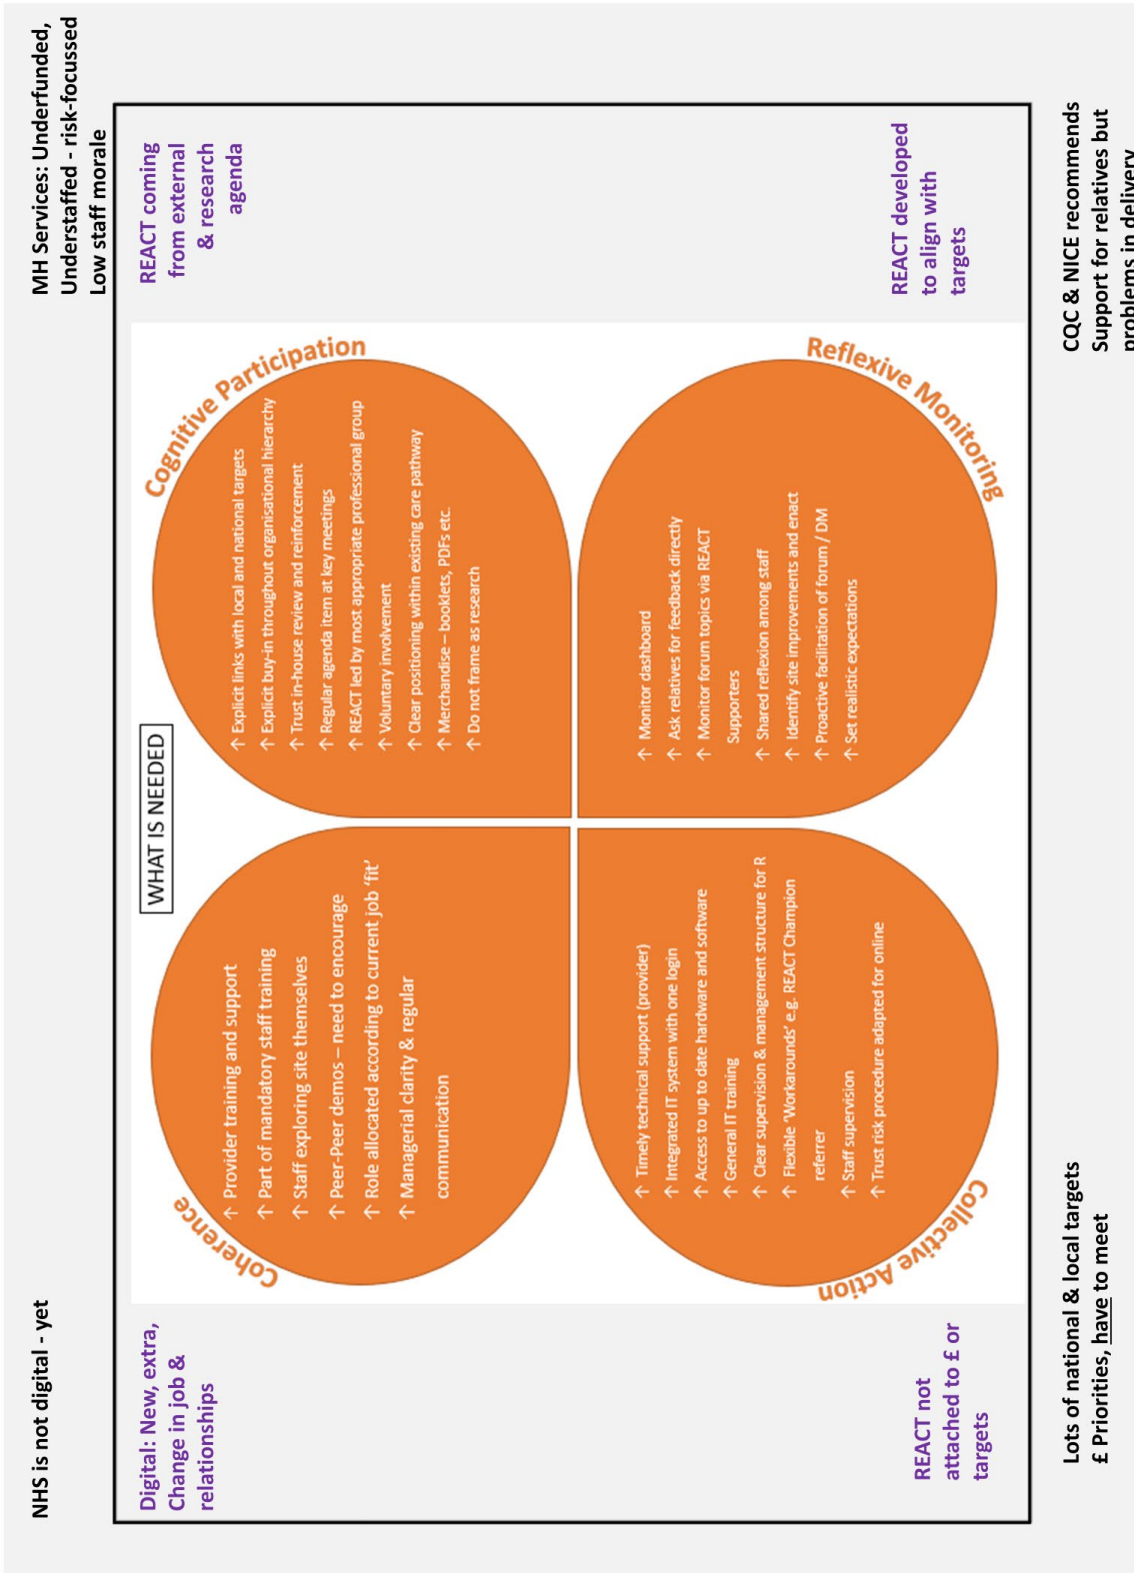 NHS is not digital - yet
MH Services: Underfunded,
Understaffed - risk-focussed
Low staff morale
Digital: New, extra,
Change in job &
relationships
REACT coming
from external
& research
agenda
WHAT IS NEEDED
Coherence
↑ Provider training and support
↑ Part of mandatory staff training
↑ Staff exploring site themselves
↑ Peer-Peer demos – need to encourage
↑ Role allocated according to current job ‘fit’
↑ Managerial clarity & regular
communication
Cognitive Participation
↑ Explicit links with local and national targets
↑ Explicit buy-in throughout organisational hierarchy
↑ Trust in-house review and reinforcement
↑ Regular agenda item at key meetings
↑ REACT led by most appropriate professional group
↑ Voluntary involvement
↑ Clear positioning within existing care pathway
↑ Merchandise – booklets, PDFs etc.
↑ Do not frame as research
Collective Action
↑ Timely technical support (provider)
↑ Integrated IT system with one login
↑ Access to up to date hardware and software
↑ General IT training
↑ Clear supervision & management structure for R
↑ Flexible ‘Workarounds’ e.g. REACT Champion
referrer
↑ Staff supervision
↑ Trust risk procedure adapted for online
Reflexive Monitoring
↑ Monitor dashboard
↑ Ask relatives for feedback directly
↑ Monitor forum topics via REACT
Supporters
↑ Shared reflexion among staff
↑ Identify site improvements and enact
↑ Proactive facilitation of forum / DM
↑ Set realistic expectations
REACT not
attached to £ or
targets
REACT developed
to align with
targets
Lots of national & local targets
£ Priorities, have to meet
CQC & NICE recommends
Support for relatives but
problems in delivery